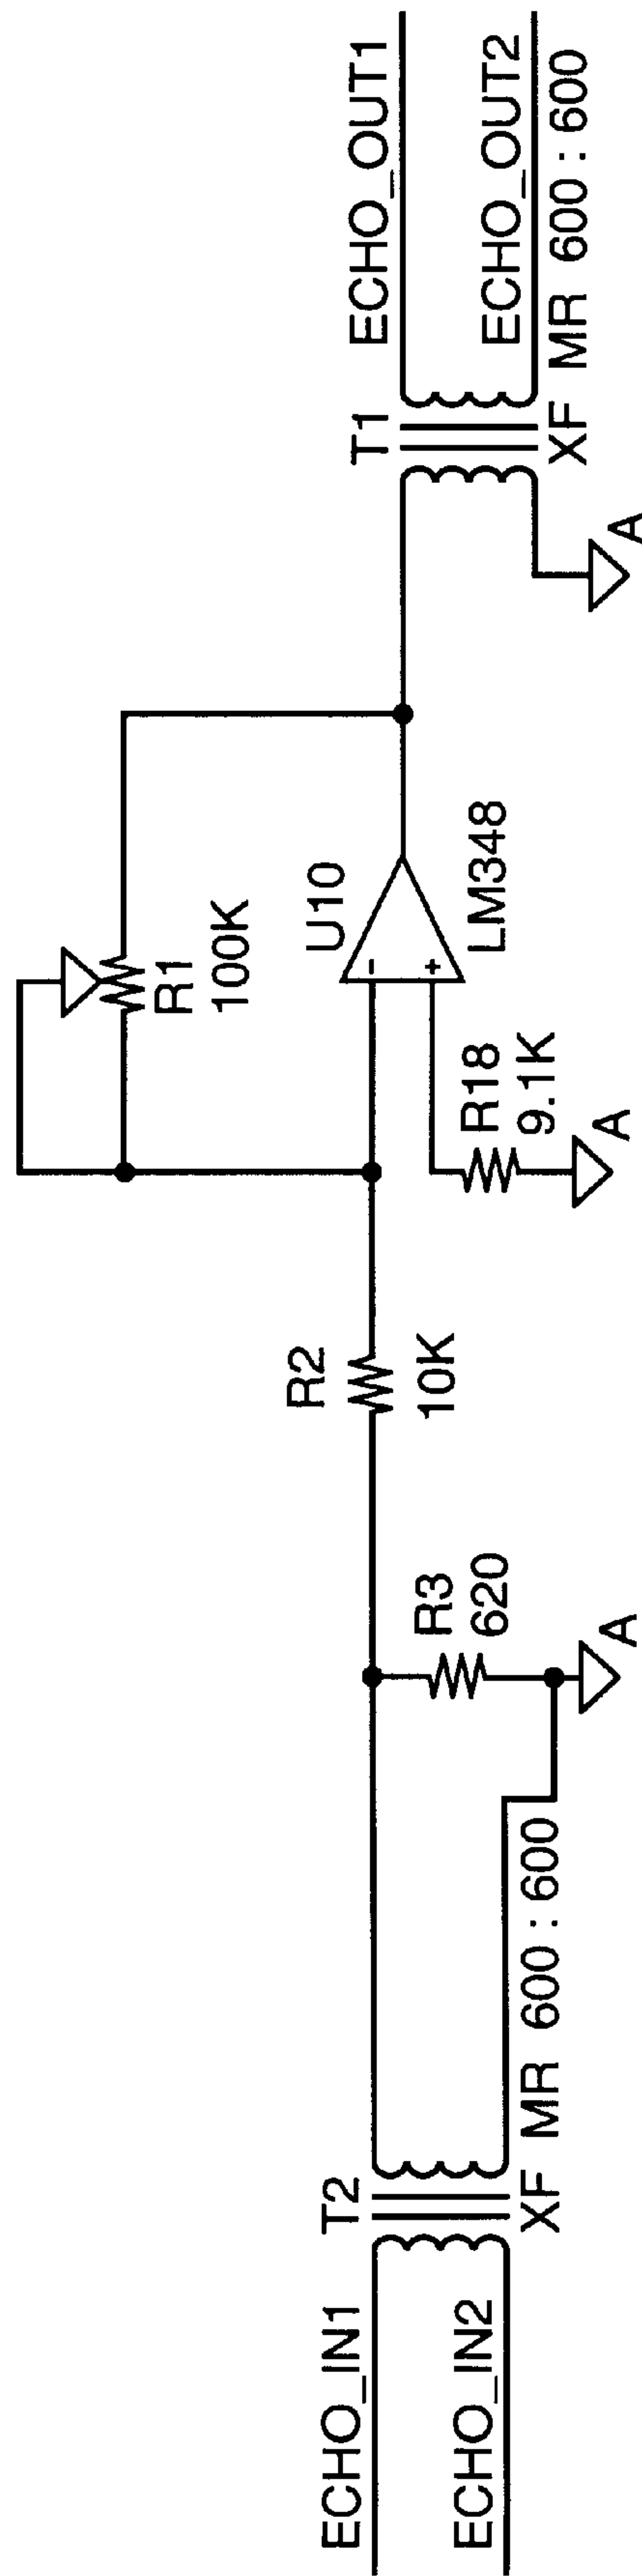 ECHO_IN1
ECHO_IN2
T2
XF MR 600 : 600
R3
620
A
R2
10K
R1
100K
U10
-
+
LM348
R18
9.1K
A
T1
XF MR 600 : 600
A
ECHO_OUT1
ECHO_OUT2